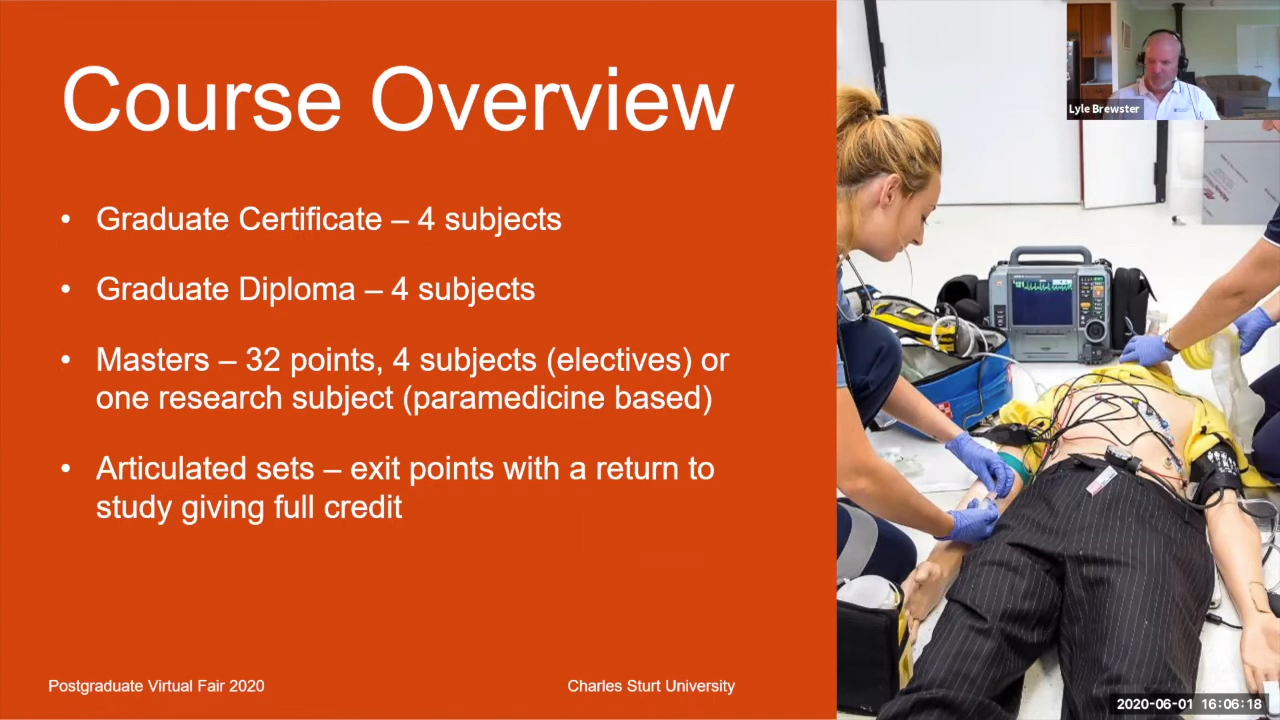 Course Overview
• Graduate Certificate – 4 subjects
• Graduate Diploma – 4 subjects
• Masters – 32 points, 4 subjects (electives) or
one research subject (paramedicine based)
• Articulated sets – exit points with a return to
study giving full credit
Postgraduate Virtual Fair 2020
Charles Sturt University
Lyle Brewster
2020-06-01 16:06:18